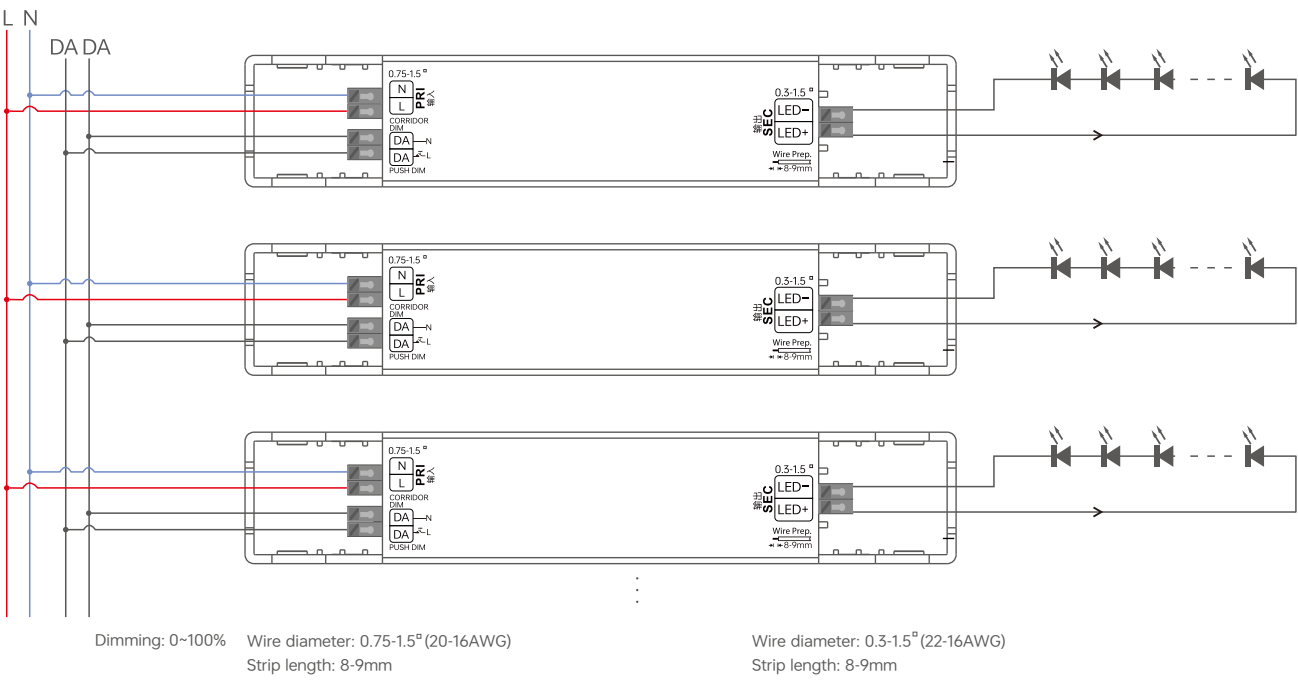 L N
DA DA
0.75-1.5□
N
L
PRI
输入
CORRIDOR
DIM
DA N
DA L
PUSH DIM
0.3-1.5□
LED-
LED+
SEC
输出
Wire Prep.
8-9mm
0.75-1.5□
N
L
PRI
输入
CORRIDOR
DIM
DA N
DA L
PUSH DIM
0.3-1.5□
LED-
LED+
SEC
输出
Wire Prep.
8-9mm
0.75-1.5□
N
L
PRI
输入
CORRIDOR
DIM
DA N
DA L
PUSH DIM
0.3-1.5□
LED-
LED+
SEC
输出
Wire Prep.
8-9mm
Dimming: 0~100% Wire diameter: 0.75-1.5□(20-16AWG) Wire diameter: 0.3-1.5□(22-16AWG)
Strip length: 8-9mm Strip length: 8-9mm